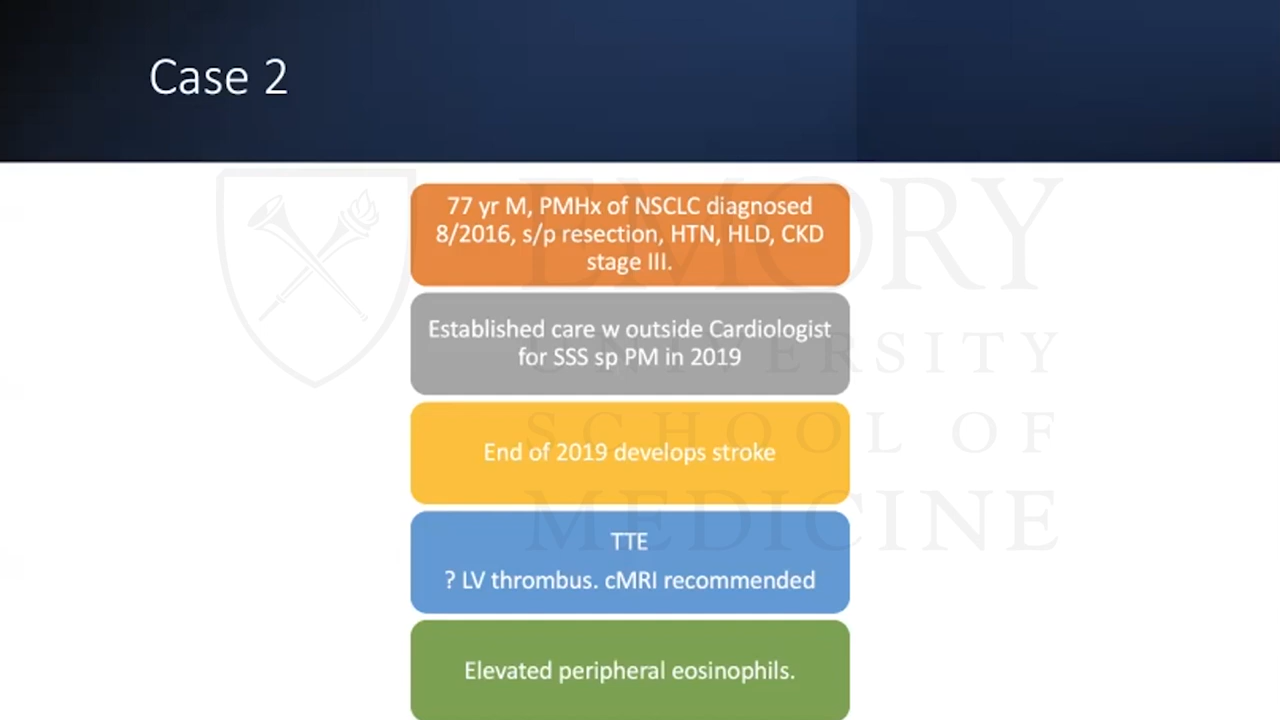 Case 2
77 yr M, PMHx of NSCLC diagnosed
8/2016, s/p resection, HTN, HLD, CKD
stage III.
Established care w outside Cardiologist
for SSS sp PM in 2019
End of 2019 develops stroke
TTE
? LV thrombus. cMRI recommended
Elevated peripheral eosinophils.
EMORY
UNIVERSITY
SCHOOL OF
MEDICINE